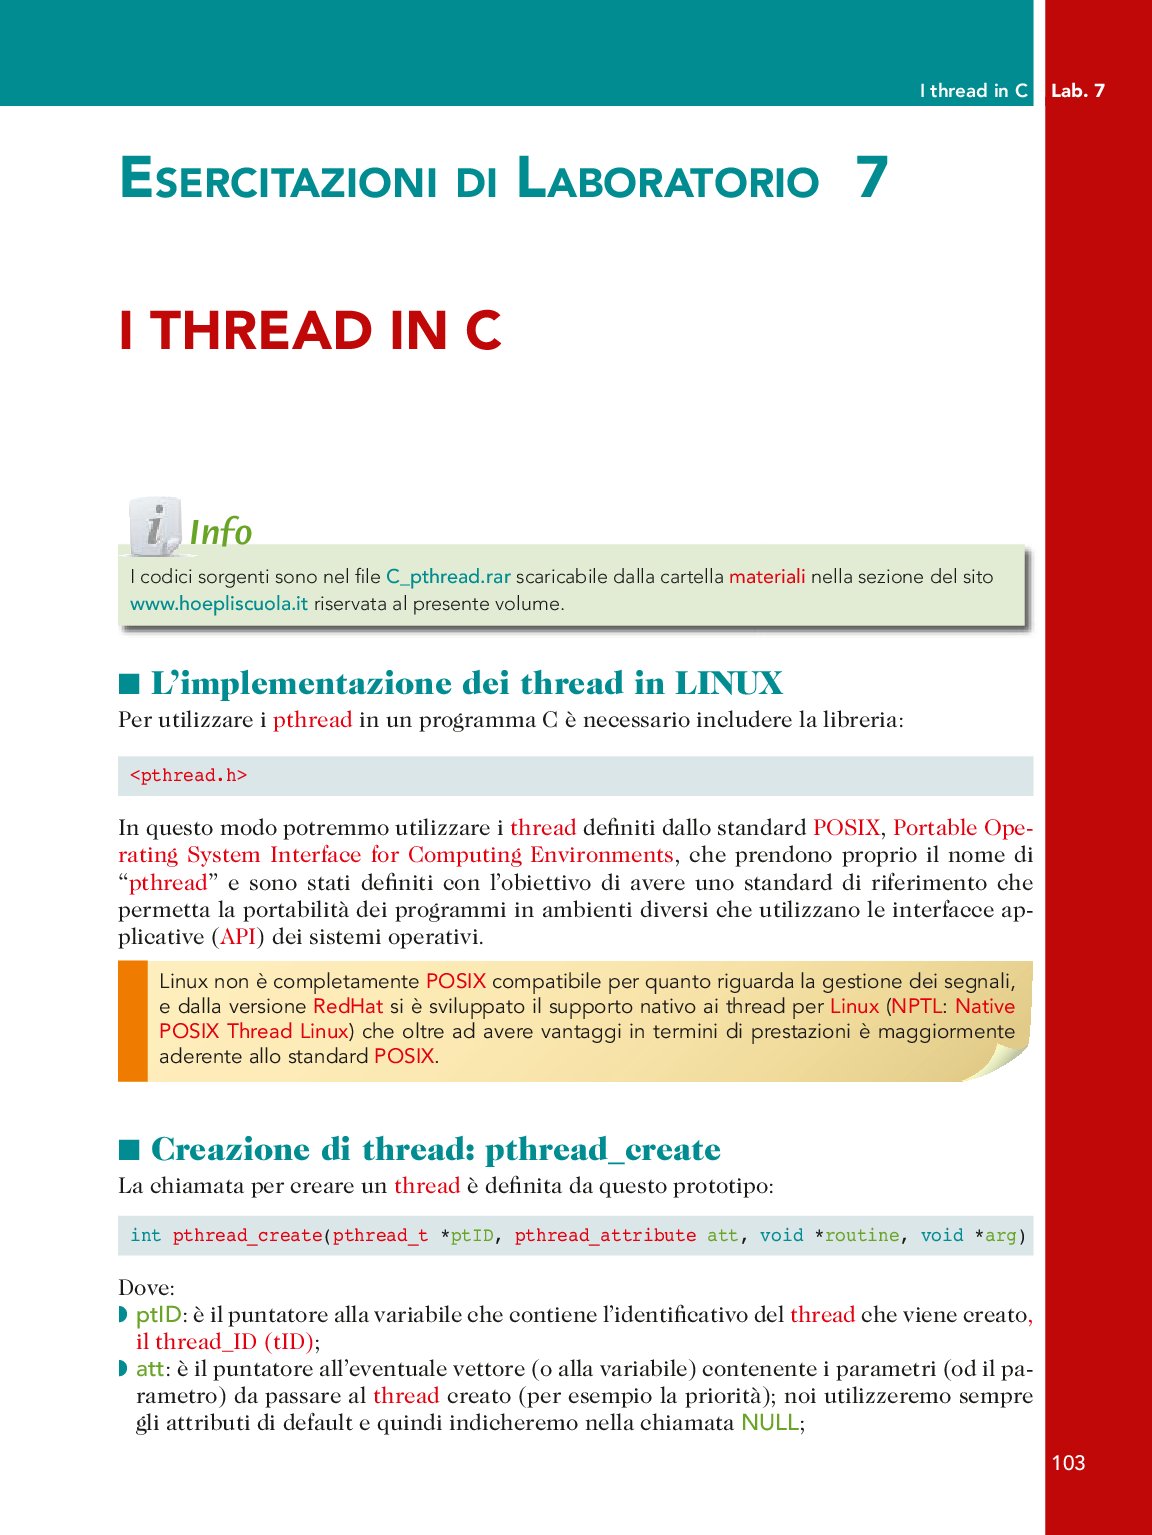 I thread in C Lab. 7
ESERCITAZIONI DI LABORATORIO 7
I THREAD IN C
i Info
I codici sorgenti sono nel file C_pthread.rar scaricabile dalla cartella materiali nella sezione del sito
www.hoepliscuola.it riservata al presente volume.
■ L’implementazione dei thread in LINUX
Per utilizzare i pthread in un programma C è necessario includere la libreria:
<pthread.h>
In questo modo potremmo utilizzare i thread definiti dallo standard POSIX, Portable Ope-
rating System Interface for Computing Environments, che prendono proprio il nome di
“pthread” e sono stati definiti con l’obiettivo di avere uno standard di riferimento che
permetta la portabilità dei programmi in ambienti diversi che utilizzano le interfacce ap-
plicative (API) dei sistemi operativi.
Linux non è completamente POSIX compatibile per quanto riguarda la gestione dei segnali,
e dalla versione RedHat si è sviluppato il supporto nativo ai thread per Linux (NPTL: Native
POSIX Thread Linux) che oltre ad avere vantaggi in termini di prestazioni è maggiormente
aderente allo standard POSIX.
■ Creazione di thread: pthread_create
La chiamata per creare un thread è definita da questo prototipo:
int pthread_create(pthread_t *ptID, pthread_attribute att, void *routine, void *arg)
Dove:
◗ ptID: è il puntatore alla variabile che contiene l’identificativo del thread che viene creato,
il thread_ID (tID);
◗ att: è il puntatore all’eventuale vettore (o alla variabile) contenente i parametri (od il pa-
rametro) da passare al thread creato (per esempio la priorità); noi utilizzeremo sempre
gli attributi di default e quindi indicheremo nella chiamata NULL;
103